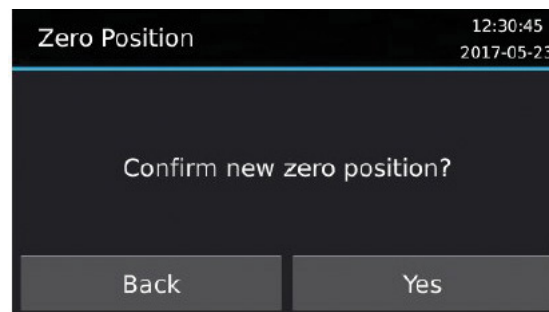 Zero Position
12:30:45
2017-05-23
Confirm new zero position?
Back
Yes